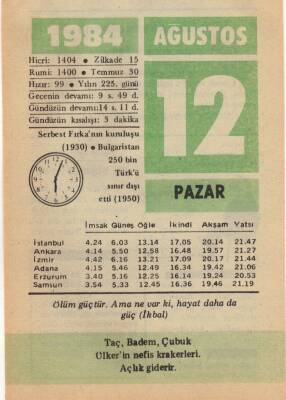 1984 AĞUSTOS
Hicri: 1404 • Zilkade 15
Rumi: 1400 • Temmuz 30
Hızır: 99 • Yılın 225. günü
Gecenin devamı: 9 s. 49 d.
Gündüzün devamı: 14 s. 11 d.
Gündüzün kısalışı: 3 dakika
Serbest Fırka'nın kuruluşu
(1930) • Bulgaristan
250 bin
Türk'ü
sınır dışı
etti (1950)
12
PAZAR
İmsak Güneş Öğle İkindi Akşam Yatsı
İstanbul 4.24 6.03 13.14 17.05 20.14 21.47
Ankara 4.14 5.50 12.58 16.48 19.57 21.27
İzmir 4.42 6.16 13.21 17.09 20.17 21.44
Adana 4.15 5.46 12.49 16.34 19.42 21.06
Erzurum 3.40 5.16 12.25 16.14 19.24 20.53
Samsun 3.54 5.33 12.45 16.36 19.46 21.19
Ölüm güçtür. Ama ne var ki, hayat daha da
güç (İkbal)
Taç, Badem, Çubuk
Ülker'in nefis krakerleri.
Açlık giderir.